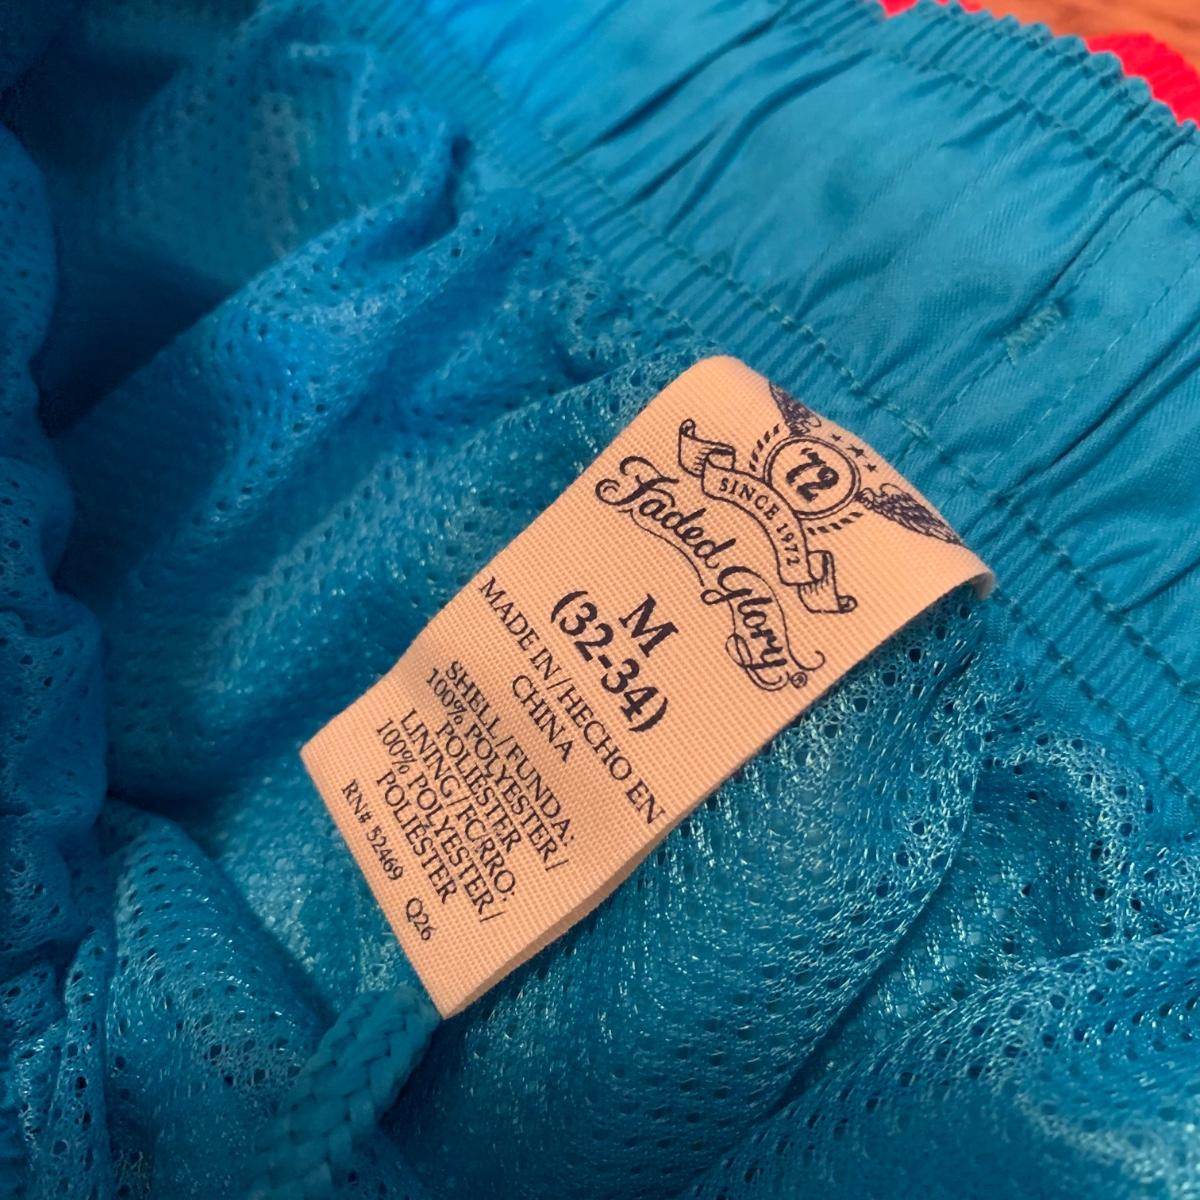 72
SINCE 1972
Faded Glory®
M
(32-34)
MADE IN/HECHO EN
CHINA
SHELL/FUNDA:
100% POLYESTER/
POLIESTER
LINING/FCRRO:
100% POLYESTER/
POLIESTER
RN# 52469 Q26